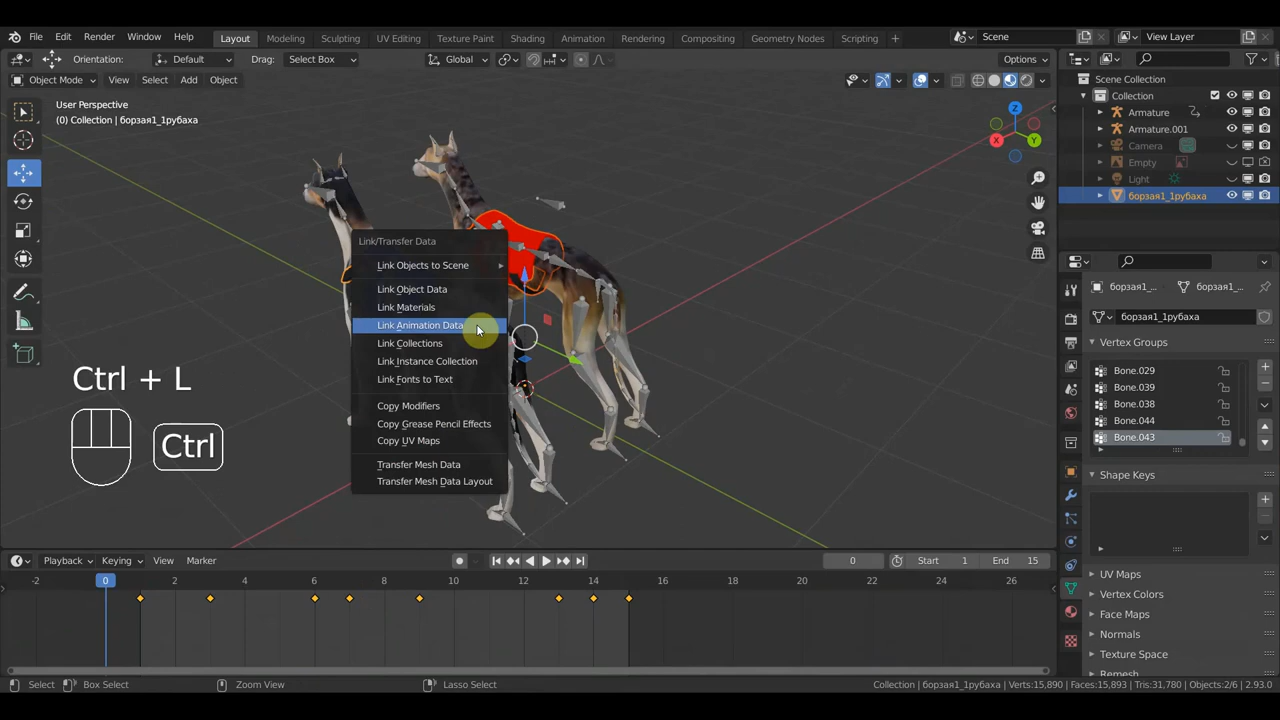 File Edit Render Window Help
Layout Modeling Sculpting UV Editing Texture Paint Shading Animation Rendering Compositing Geometry Nodes Scripting +
Scene
View Layer
Orientation: Default Drag: Select Box Global Options
Object Mode View Select Add Object
User Perspective
(0) Collection | борзая1_1рубаха
Z
X
Y
Scene Collection
Collection
Armature
Armature.001
Camera
Empty
Light
борзая1_1рубаха
Link/Transfer Data
Link Objects to Scene
Link Object Data
Link Materials
Link Animation Data
Link Collections
Link Instance Collection
Link Fonts to Text
Copy Modifiers
Copy Grease Pencil Effects
Copy UV Maps
Transfer Mesh Data
Transfer Mesh Data Layout
Ctrl + L
Ctrl
борзая1_1...
борзая1_1...
борзая1_1рубаха
Vertex Groups
Bone.029
Bone.039
Bone.038
Bone.044
Bone.043
Shape Keys
UV Maps
Vertex Colors
Face Maps
Normals
Texture Space
Remesh
Playback Keying View Marker
0
Start 1
End 15
-2 0 2 4 6 8 10 12 14 16 18 20 22 24 26
Select Box Select Zoom View Lasso Select
Collection | борзая1_1рубаха | Verts:15,890 | Faces:15,893 | Tris:31,780 | Objects:2/6 | 2.93.0